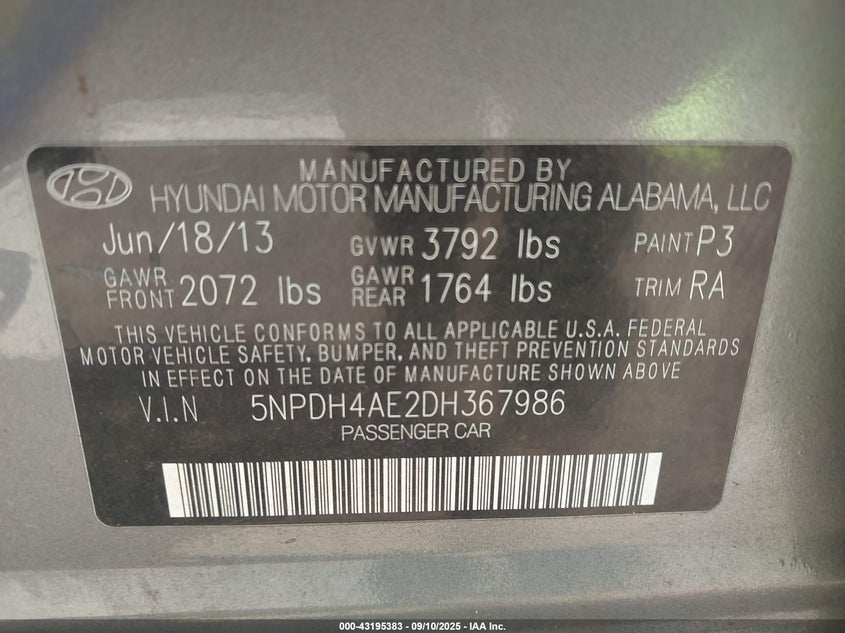 MANUFACTURED BY
HYUNDAI MOTOR MANUFACTURING ALABAMA, LLC
Jun/18/13 GVWR 3792 lbs PAINT P3
GAWR FRONT 2072 lbs GAWR REAR 1764 lbs TRIM RA
THIS VEHICLE CONFORMS TO ALL APPLICABLE U.S.A. FEDERAL
MOTOR VEHICLE SAFETY, BUMPER, AND THEFT PREVENTION STANDARDS
IN EFFECT ON THE DATE OF MANUFACTURE SHOWN ABOVE
V.I.N 5NPDH4AE2DH367986
PASSENGER CAR
000-43195383 - 09/10/2025 - IAA Inc.